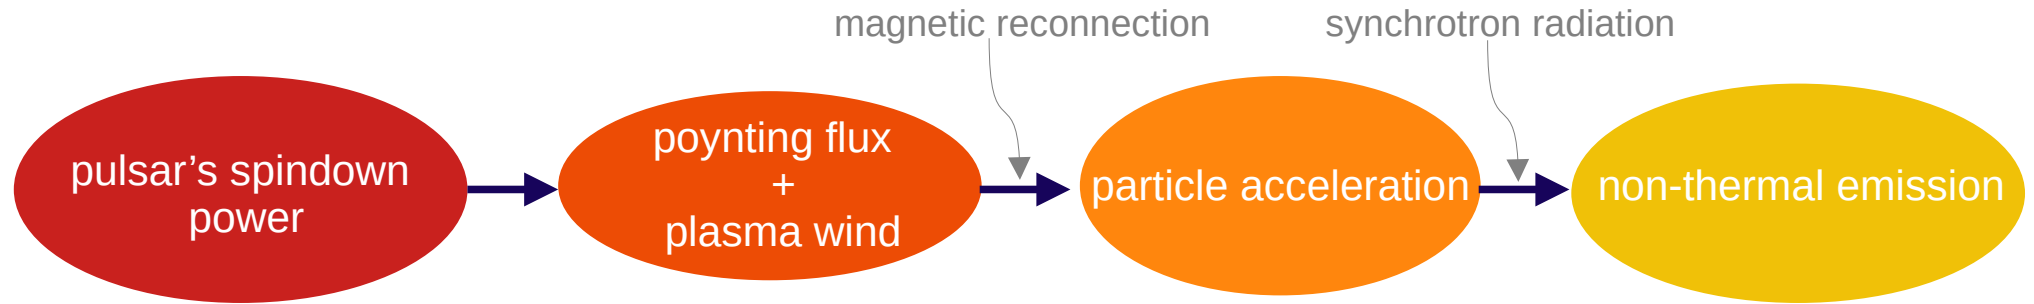 magnetic reconnection
synchrotron radiation
pulsar’s spindown
power
poynting flux
+
plasma wind
particle acceleration
non-thermal emission